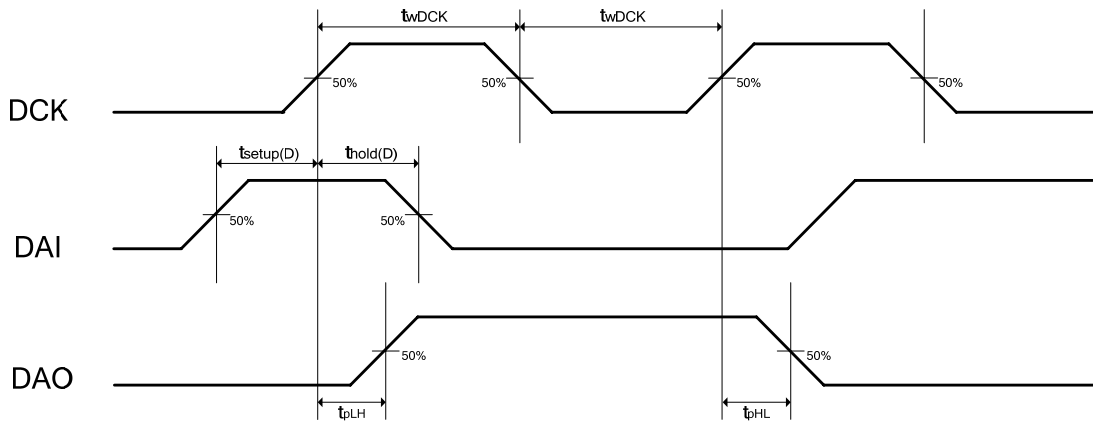 twDCK twDCK
50% 50% 50% 50%
DCK
tsetup(D) thold(D)
50% 50%
DAI
50% 50%
DAO
tpLH tpHL